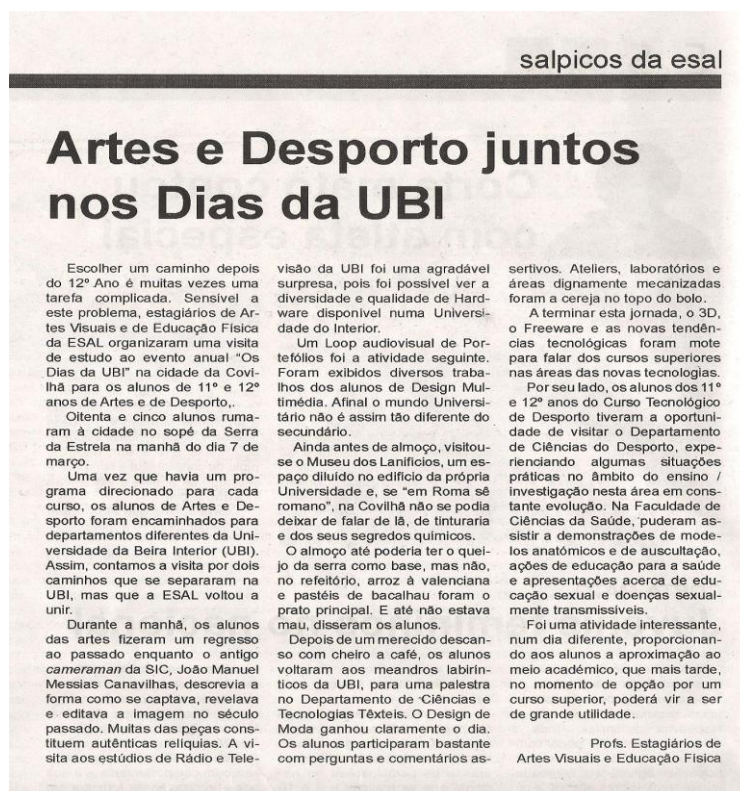 salpicos da esal
Artes e Desporto juntos
nos Dias da UBI
Escolher um caminho depois
do 12º Ano é muitas vezes uma
tarefa complicada. Sensivel a
este problema, estagiários de Ar-
tes Visuais e de Educação Física
da ESAL organizaram uma visita
de estudo ao evento anual “Os
Dias da UBI” na cidade da Covi-
lhã para os alunos de 11º e 12º
anos de Artes e de Desporto,.
Oitenta e cinco alunos ruma-
ram à cidade no sopé da Serra
da Estrela na manhã do dia 7 de
março.
Uma vez que havia um pro-
grama direcionado para cada
curso, os alunos de Artes e De-
sporto foram encaminhados para
departamentos diferentes da Uni-
versidade da Beira Interior (UBI).
Assim, contamos a visita por dois
caminhos que se separaram na
UBI, mas que a ESAL voltou a
unir.
Durante a manhã, os alunos
das artes fizeram um regresso
ao passado enquanto o antigo
cameraman da SIC, João Manuel
Messias Canavilhas, descrevia a
forma como se captava, revelava
e editava a imagem no século
passado. Muitas das peças cons-
tituem autênticas reliquias. A vi-
sita aos estúdios de Rádio e Tele-
visão da UBI foi uma agradável
surpresa, pois foi possível ver a
diversidade e qualidade de Hard-
ware disponivel numa Universi-
dade do Interior.
Um Loop audiovisual de Por-
tefólios foi a atividade seguinte.
Foram exibidos diversos traba-
lhos dos alunos de Design Mul-
timédia. Afinal o mundo Universi-
tário não é assim tão diferente do
secundário.
Ainda antes de almoço, visitou-
se o Museu dos Lanifícios, um es-
paço diluído no edificio da própria
Universidade e, se “em Roma sê
romano”, na Covilhã não se podia
deixar de falar de lã, de tinturaria
e dos seus segredos quimicos.
O almoço até poderia ter o quei-
jo da serra como base, mas não,
no refeitório, arroz à valenciana
e pastéis de bacalhau foram o
prato principal. E até não estava
mau, disseram os alunos.
Depois de um merecido descan-
so com cheiro a café, os alunos
voltaram aos meandros labirin-
ticos da UBI, para uma palestra
no Departamento de Ciências e
Tecnologias Têxteis. O Design de
Moda ganhou claramente o dia.
Os alunos participaram bastante
com perguntas e comentários as-
sertivos. Ateliers, laboratórios e
áreas dignamente mecanizadas
foram a cereja no topo do bolo.
A terminar esta jornada, o 3D,
o Freeware e as novas tendên-
cias tecnológicas foram mote
para falar dos cursos superiores
nas áreas das novas tecnologias.
Por seu lado, os alunos dos 11º
e 12º anos do Curso Tecnológico
de Desporto tiveram a oportuni-
dade de visitar o Departamento
de Ciências do Desporto, expe-
rienciando algumas situações
práticas no âmbito do ensino /
investigação nesta área em cons-
tante evolução. Na Faculdade de
Ciências da Saúde, puderam as-
sistir a demonstrações de mode-
los anatómicos e de auscultação,
ações de educação para a saúde
e apresentações acerca de edu-
cação sexual e doenças sexual-
mente transmissiveis.
Foi uma atividade interessante,
num dia diferente, proporcionan-
do aos alunos a aproximação ao
meio académico, que mais tarde,
no momento de opção por um
curso superior, poderá vir a ser
de grande utilidade.
Profs. Estagiários de
Artes Visuais e Educação Física